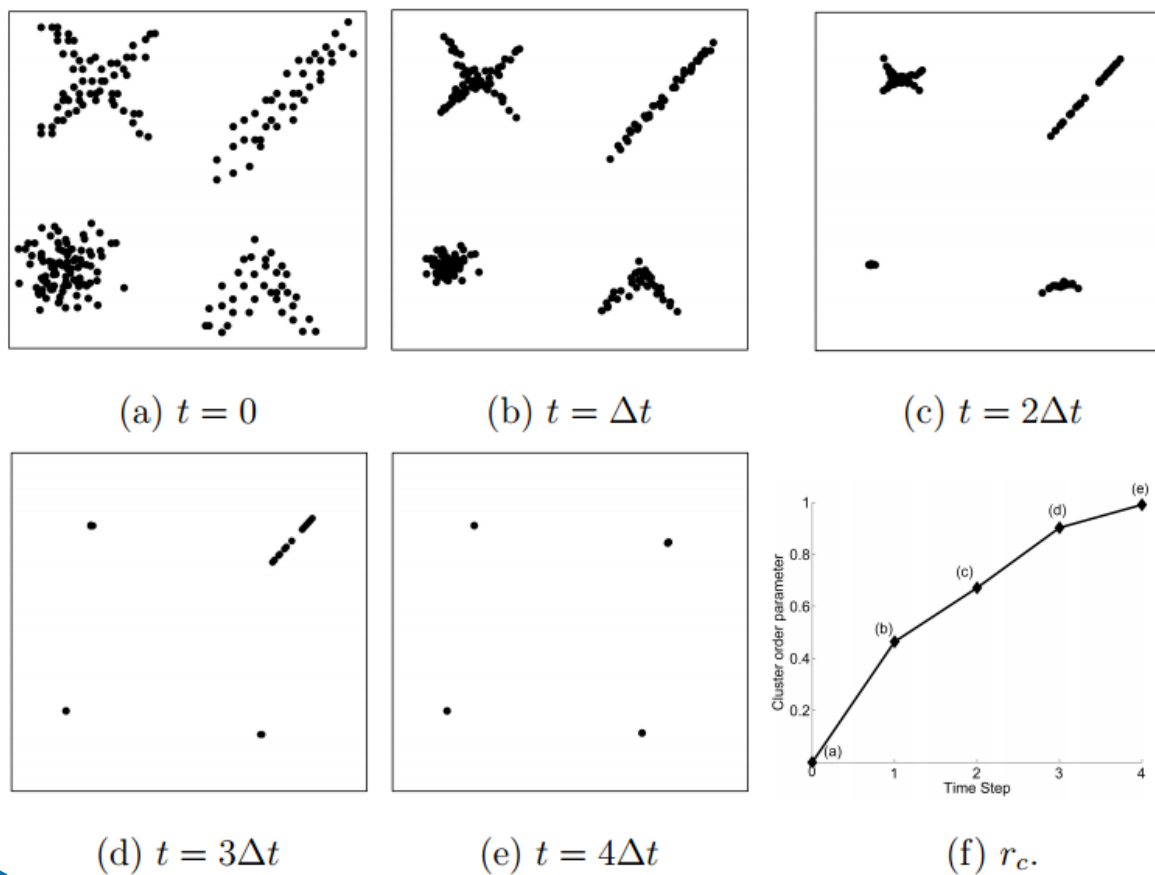 (a) t = 0
(b) t = Δt
(c) t = 2Δt
(d) t = 3Δt
(e) t = 4Δt
Cluster order parameter
1
0.8
0.6
0.4
0.2
(a)
(b)
(c)
(d)
(e)
0 1 2 3 4
Time Step
(f) r_c.